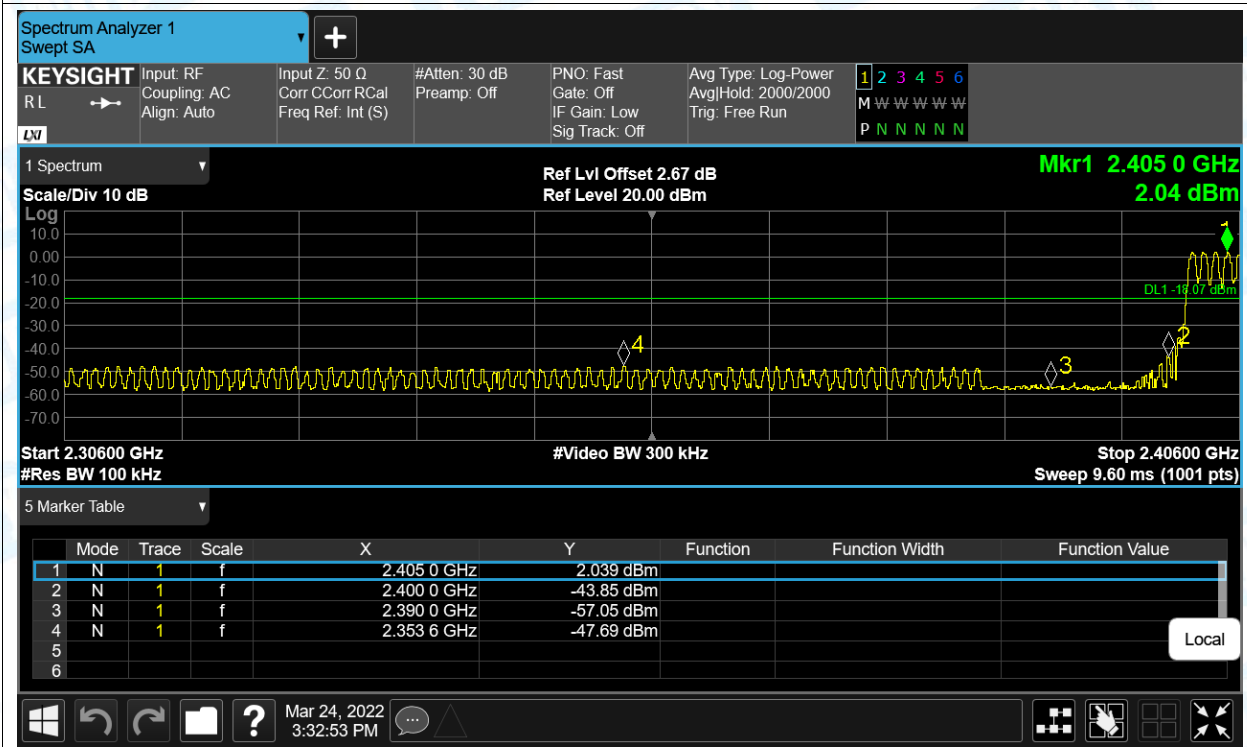 Spectrum Analyzer 1
Swept SA
KEYSIGHT
R L
LXI
Input: RF
Coupling: AC
Align: Auto
Input Z: 50 Ω
Corr CCorr RCal
Freq Ref: Int (S)
#Atten: 30 dB
Preamp: Off
PNO: Fast
Gate: Off
IF Gain: Low
Sig Track: Off
Avg Type: Log-Power
Avg|Hold: 2000/2000
Trig: Free Run
1 2 3 4 5 6
M W W W W W
P N N N N N
1 Spectrum
Scale/Div 10 dB
Ref Lvl Offset 2.67 dB
Ref Level 20.00 dBm
Mkr1 2.405 0 GHz
2.04 dBm
Log
10.0
0.00
-10.0
-20.0
-30.0
-40.0
-50.0
-60.0
-70.0
1
DL1 -18.07 dBm
2
4
3
Start 2.30600 GHz
#Video BW 300 kHz
Stop 2.40600 GHz
#Res BW 100 kHz
Sweep 9.60 ms (1001 pts)
5 Marker Table
Mode Trace Scale X Y Function Function Width Function Value
1 N 1 f 2.405 0 GHz 2.039 dBm
2 N 1 f 2.400 0 GHz -43.85 dBm
3 N 1 f 2.390 0 GHz -57.05 dBm
4 N 1 f 2.353 6 GHz -47.69 dBm
5
6
Local
?
Mar 24, 2022
3:32:53 PM